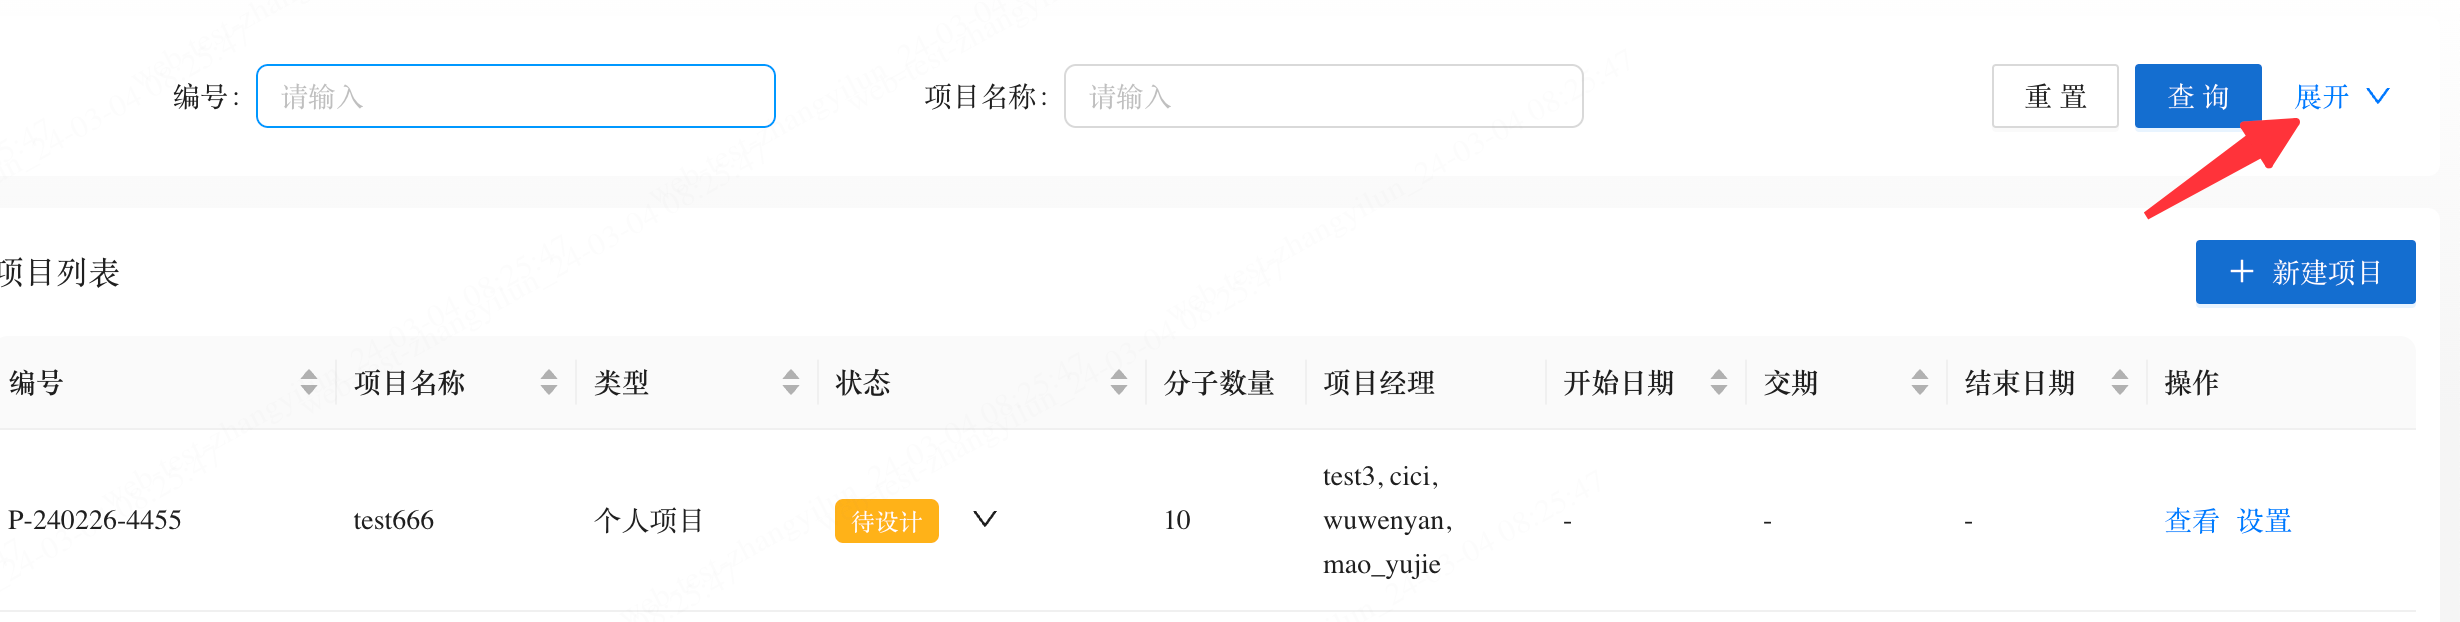 编号: 请输入 项目名称: 请输入 重 置 查 询 展开
项目列表 新建项目
编号 项目名称 类型 状态 分子数量 项目经理 开始日期 交期 结束日期 操作
P-240226-4455 test666 个人项目 待设计 10 test3, cici, - - - 查看 设置
wuwenyan,
mao_yujie